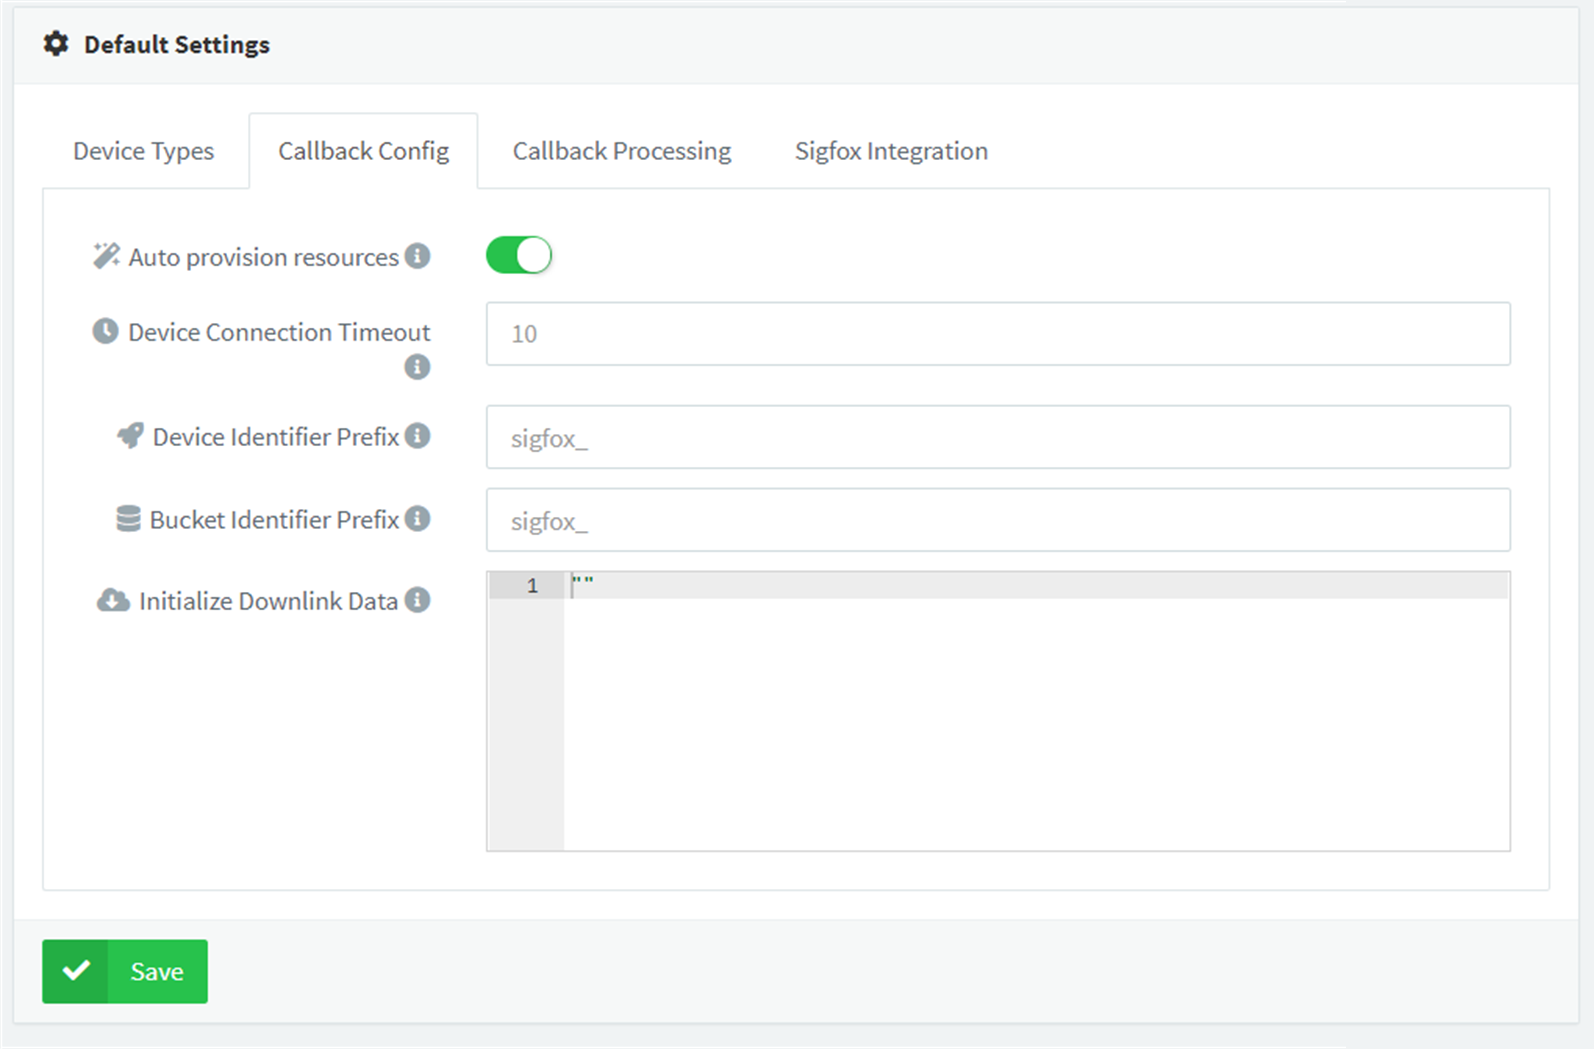 Default Settings
Device Types
Callback Config
Callback Processing
Sigfox Integration
Auto provision resources
Device Connection Timeout
10
Device Identifier Prefix
sigfox_
Bucket Identifier Prefix
sigfox_
Initialize Downlink Data
1
""
Save